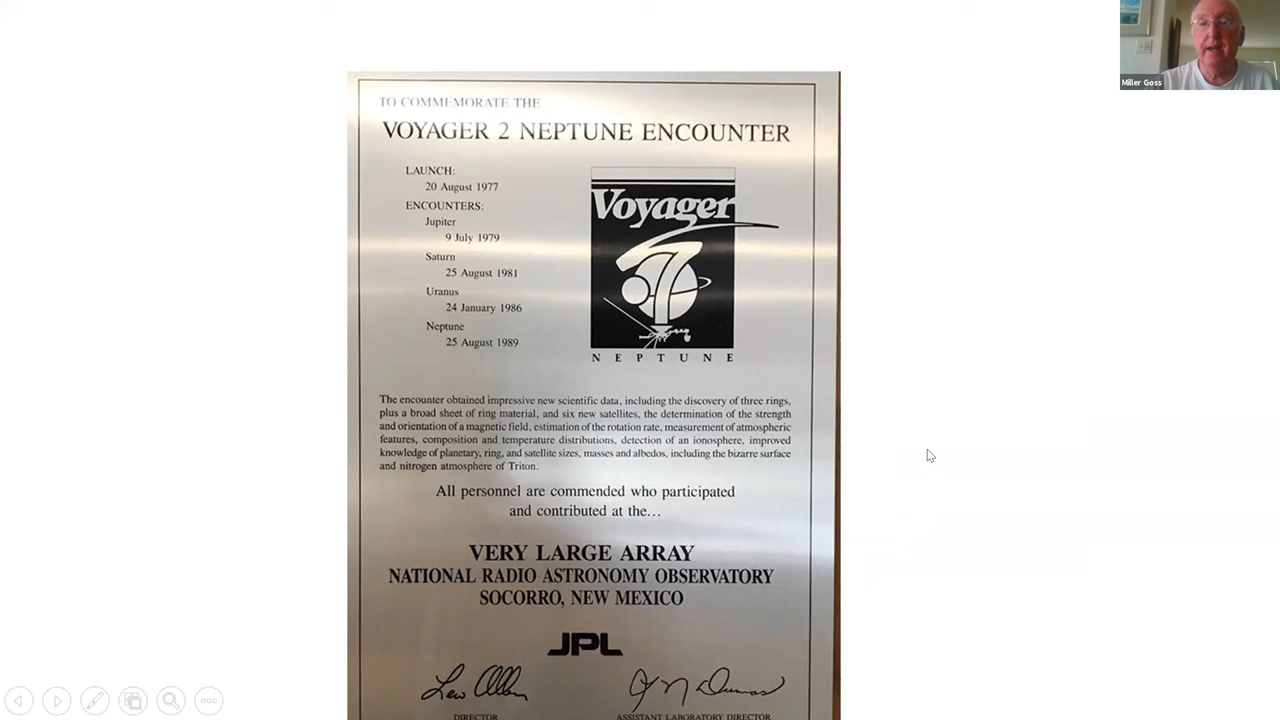 Miller Goss
TO COMMEMORATE THE
VOYAGER 2 NEPTUNE ENCOUNTER
LAUNCH:
20 August 1977
ENCOUNTERS:
Jupiter
9 July 1979
Saturn
25 August 1981
Uranus
24 January 1986
Neptune
25 August 1989
Voyager
NEPTUNE
The encounter obtained impressive new scientific data, including the discovery of three rings,
plus a broad sheet of ring material, and six new satellites, the determination of the strength
and orientation of a magnetic field, estimation of the rotation rate, measurement of atmospheric
features, composition and temperature distributions, detection of an ionosphere, improved
knowledge of planetary, ring, and satellite sizes, masses and albedos, including the bizarre surface
and nitrogen atmosphere of Triton.
All personnel are commended who participated
and contributed at the...
VERY LARGE ARRAY
NATIONAL RADIO ASTRONOMY OBSERVATORY
SOCORRO, NEW MEXICO
JPL
Lew Allen
DIRECTOR
ASSISTANT LABORATORY DIRECTOR